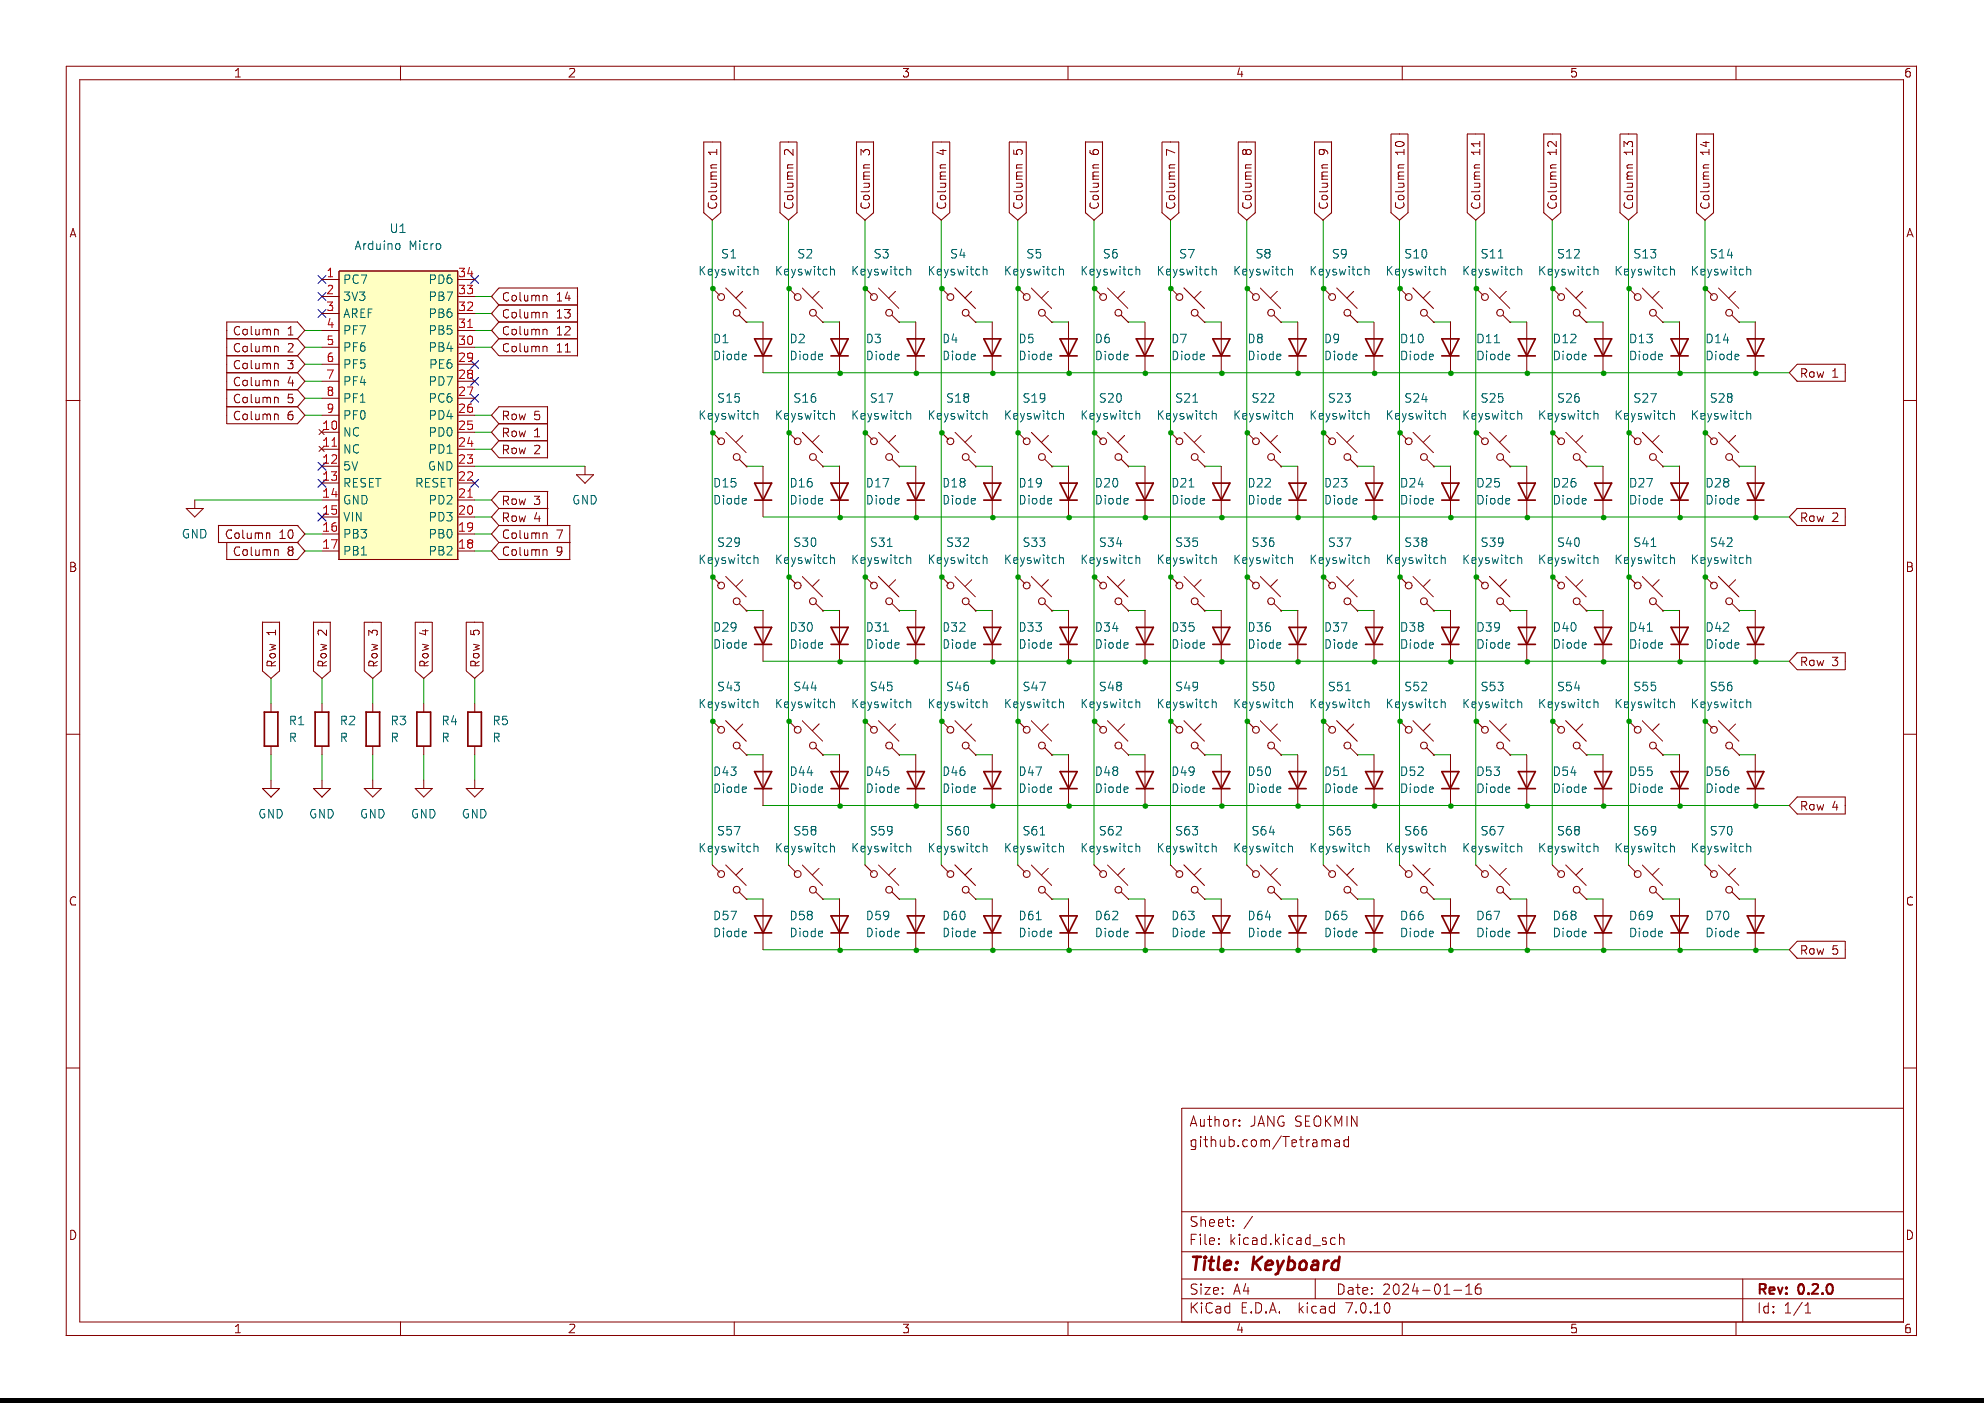 1 2 3 4 5 6
A A
B B
C C
D D
U1
Arduino Micro
1 PC7 PD6 34
2 3V3 PB7 33 Column 14
3 AREF PB6 32 Column 13
Column 1 4 PF7 PB5 31 Column 12
Column 2 5 PF6 PB4 30 Column 11
Column 3 6 PF5 PE6 29
Column 4 7 PF4 PD7 28
Column 5 8 PF1 PC6 27
Column 6 9 PF0 PD4 26 Row 5
10 NC PD0 25 Row 1
11 NC PD1 24 Row 2
12 5V GND 23
13 RESET RESET 22
14 GND PD2 21 Row 3
15 VIN PD3 20 Row 4
Column 10 16 PB3 PB0 19 Column 7
Column 8 17 PB1 PB2 18 Column 9
GND
GND
Row 1 Row 2 Row 3 Row 4 Row 5
R1 R2 R3 R4 R5
R R R R R
GND GND GND GND GND
Column 1 Column 2 Column 3 Column 4 Column 5 Column 6 Column 7 Column 8 Column 9 Column 10 Column 11 Column 12 Column 13 Column 14
S1 S2 S3 S4 S5 S6 S7 S8 S9 S10 S11 S12 S13 S14
Keyswitch Keyswitch Keyswitch Keyswitch Keyswitch Keyswitch Keyswitch Keyswitch Keyswitch Keyswitch Keyswitch Keyswitch Keyswitch Keyswitch
D1 D2 D3 D4 D5 D6 D7 D8 D9 D10 D11 D12 D13 D14
Diode Diode Diode Diode Diode Diode Diode Diode Diode Diode Diode Diode Diode Diode
Row 1
S15 S16 S17 S18 S19 S20 S21 S22 S23 S24 S25 S26 S27 S28
Keyswitch Keyswitch Keyswitch Keyswitch Keyswitch Keyswitch Keyswitch Keyswitch Keyswitch Keyswitch Keyswitch Keyswitch Keyswitch Keyswitch
D15 D16 D17 D18 D19 D20 D21 D22 D23 D24 D25 D26 D27 D28
Diode Diode Diode Diode Diode Diode Diode Diode Diode Diode Diode Diode Diode Diode
Row 2
S29 S30 S31 S32 S33 S34 S35 S36 S37 S38 S39 S40 S41 S42
Keyswitch Keyswitch Keyswitch Keyswitch Keyswitch Keyswitch Keyswitch Keyswitch Keyswitch Keyswitch Keyswitch Keyswitch Keyswitch Keyswitch
D29 D30 D31 D32 D33 D34 D35 D36 D37 D38 D39 D40 D41 D42
Diode Diode Diode Diode Diode Diode Diode Diode Diode Diode Diode Diode Diode Diode
Row 3
S43 S44 S45 S46 S47 S48 S49 S50 S51 S52 S53 S54 S55 S56
Keyswitch Keyswitch Keyswitch Keyswitch Keyswitch Keyswitch Keyswitch Keyswitch Keyswitch Keyswitch Keyswitch Keyswitch Keyswitch Keyswitch
D43 D44 D45 D46 D47 D48 D49 D50 D51 D52 D53 D54 D55 D56
Diode Diode Diode Diode Diode Diode Diode Diode Diode Diode Diode Diode Diode Diode
Row 4
S57 S58 S59 S60 S61 S62 S63 S64 S65 S66 S67 S68 S69 S70
Keyswitch Keyswitch Keyswitch Keyswitch Keyswitch Keyswitch Keyswitch Keyswitch Keyswitch Keyswitch Keyswitch Keyswitch Keyswitch Keyswitch
D57 D58 D59 D60 D61 D62 D63 D64 D65 D66 D67 D68 D69 D70
Diode Diode Diode Diode Diode Diode Diode Diode Diode Diode Diode Diode Diode Diode
Row 5
Author: JANG SEOKMIN
github.com/Tetramad
Sheet: /
File: kicad.kicad_sch
Title: Keyboard
Size: A4 Date: 2024-01-16 Rev: 0.2.0
KiCad E.D.A. kicad 7.0.10 Id: 1/1
1 2 3 4 5 6